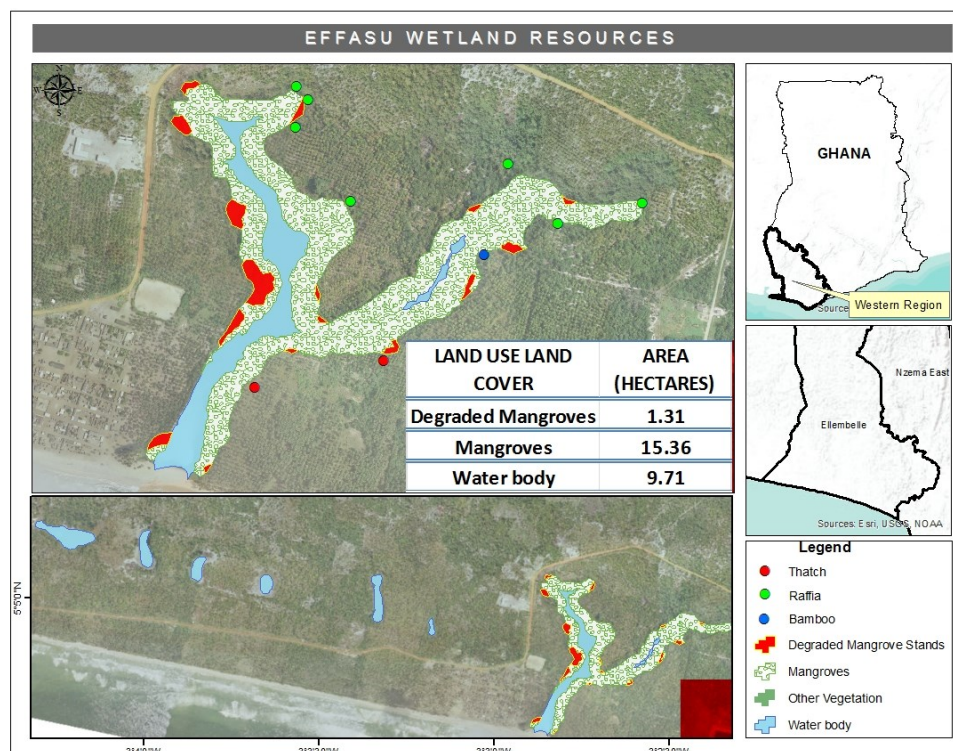 EFFASU WETLAND RESOURCES
N
W E
S
LAND USE LAND COVER AREA (HECTARES)
Degraded Mangroves 1.31
Mangroves 15.36
Water body 9.71
GHANA
Western Region
Nzema East
Ellembelle
Sources: Esri, USGS, NOAA
5°5'0"N
Legend
Thatch
Raffia
Bamboo
Degraded Mangrove Stands
Mangroves
Other Vegetation
Water body